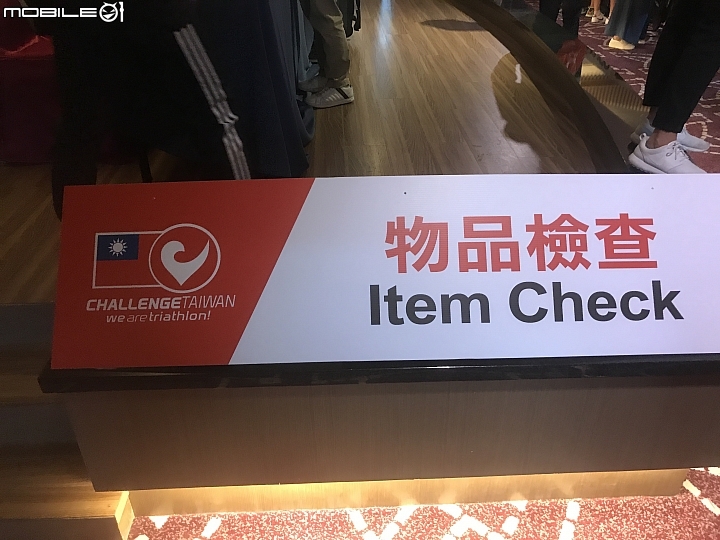 MOBILE01
物品檢查
Item Check
CHALLENGETAIWAN
we are triathlon!